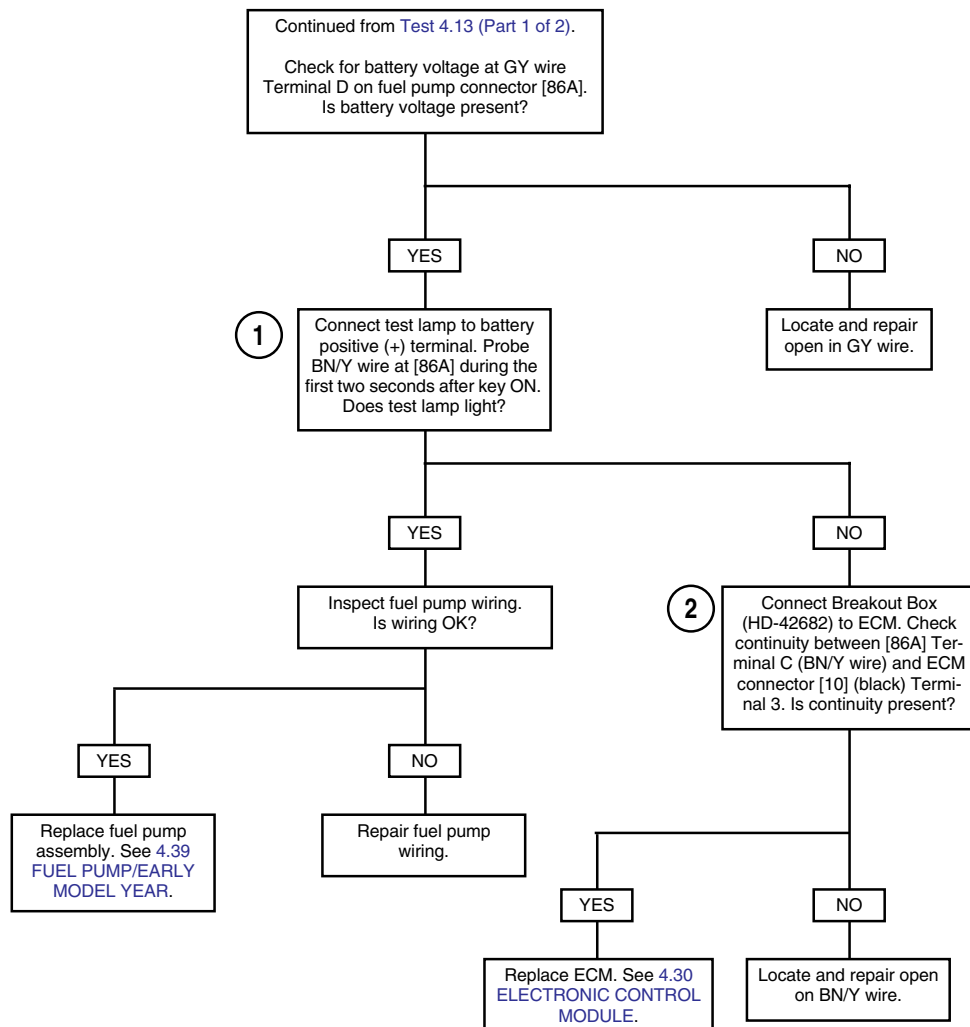 Continued from Test 4.13 (Part 1 of 2).
Check for battery voltage at GY wire
Terminal D on fuel pump connector [86A].
Is battery voltage present?
YES
NO
1
Connect test lamp to battery
positive (+) terminal. Probe
BN/Y wire at [86A] during the
first two seconds after key ON.
Does test lamp light?
Locate and repair
open in GY wire.
YES
NO
Inspect fuel pump wiring.
Is wiring OK?
2
Connect Breakout Box
(HD-42682) to ECM. Check
continuity between [86A] Ter-
minal C (BN/Y wire) and ECM
connector [10] (black) Termi-
nal 3. Is continuity present?
YES
NO
Replace fuel pump
assembly. See 4.39
FUEL PUMP/EARLY
MODEL YEAR.
Repair fuel pump
wiring.
YES
NO
Replace ECM. See 4.30
ELECTRONIC CONTROL
MODULE.
Locate and repair open
on BN/Y wire.